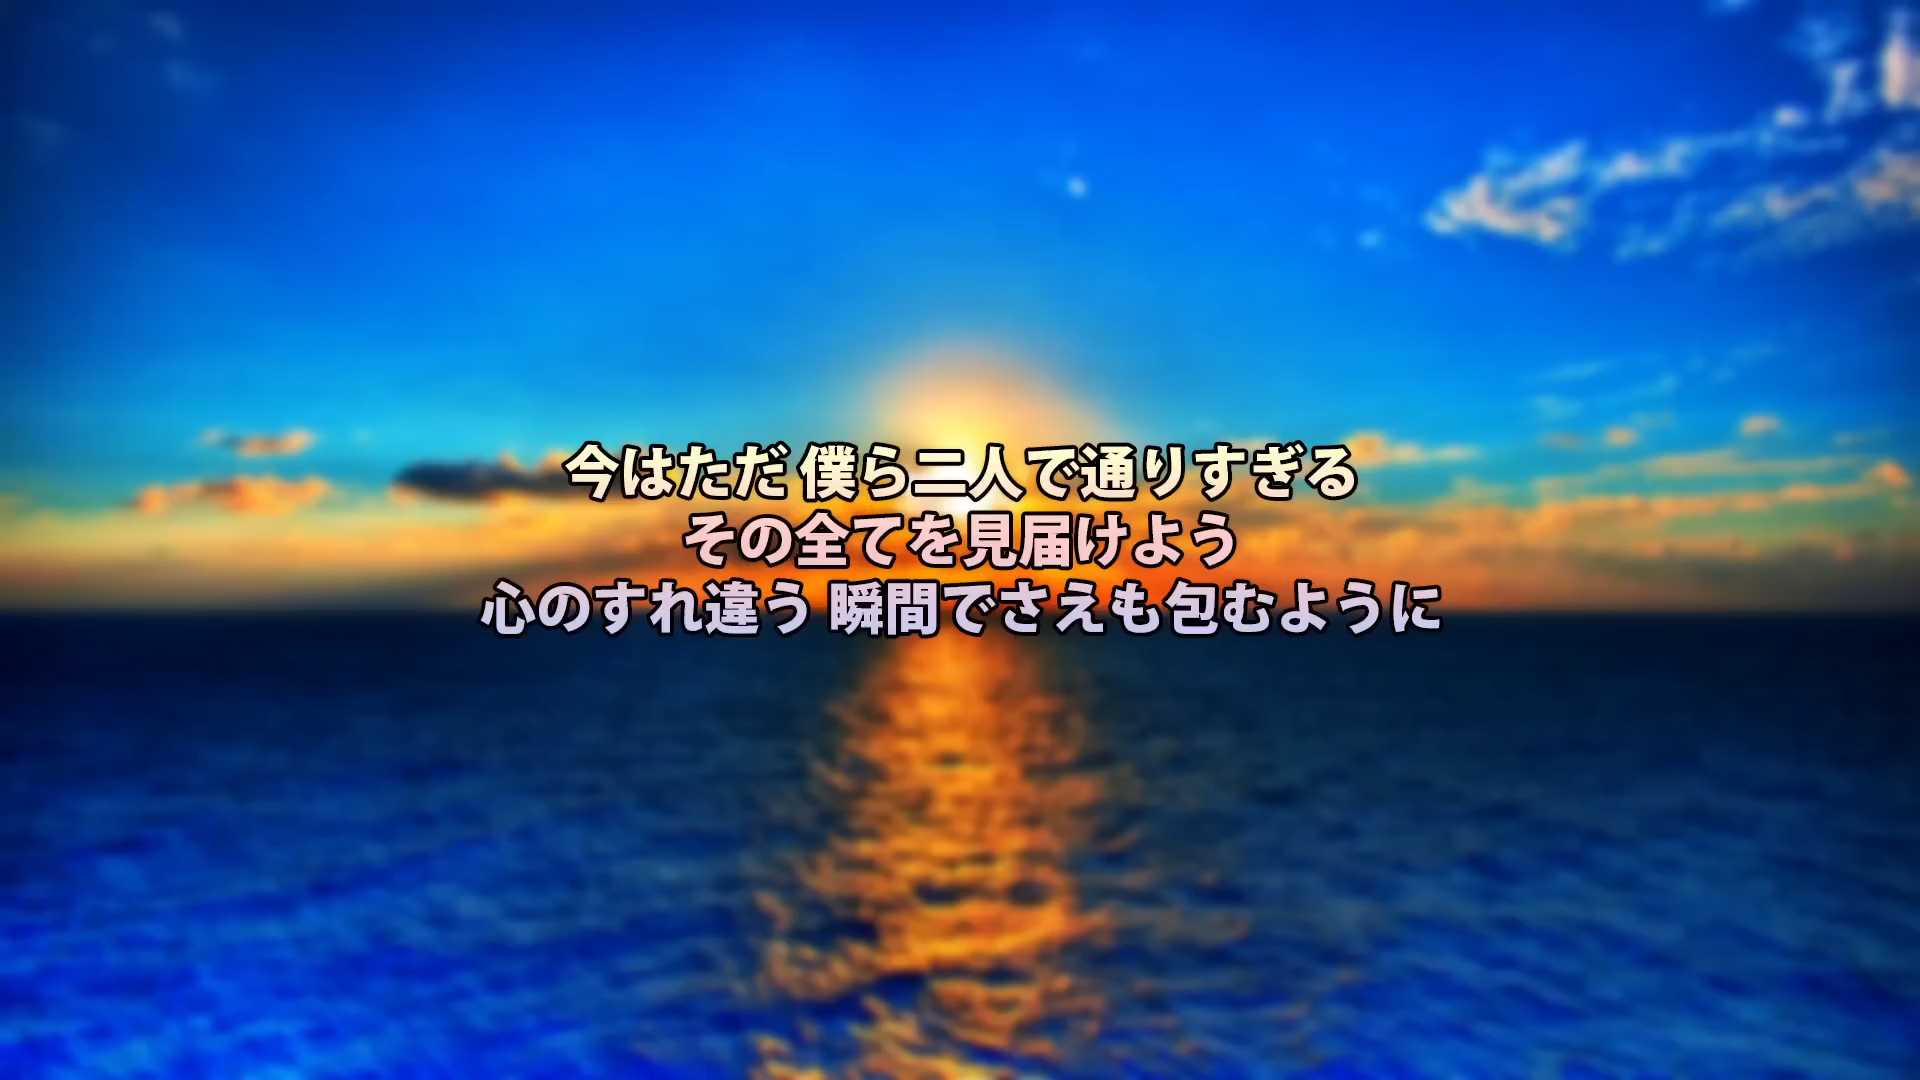 今はただ 僕ら二人で通りすぎる
その全てを見届けよう
心のすれ違う 瞬間でさえも包むように